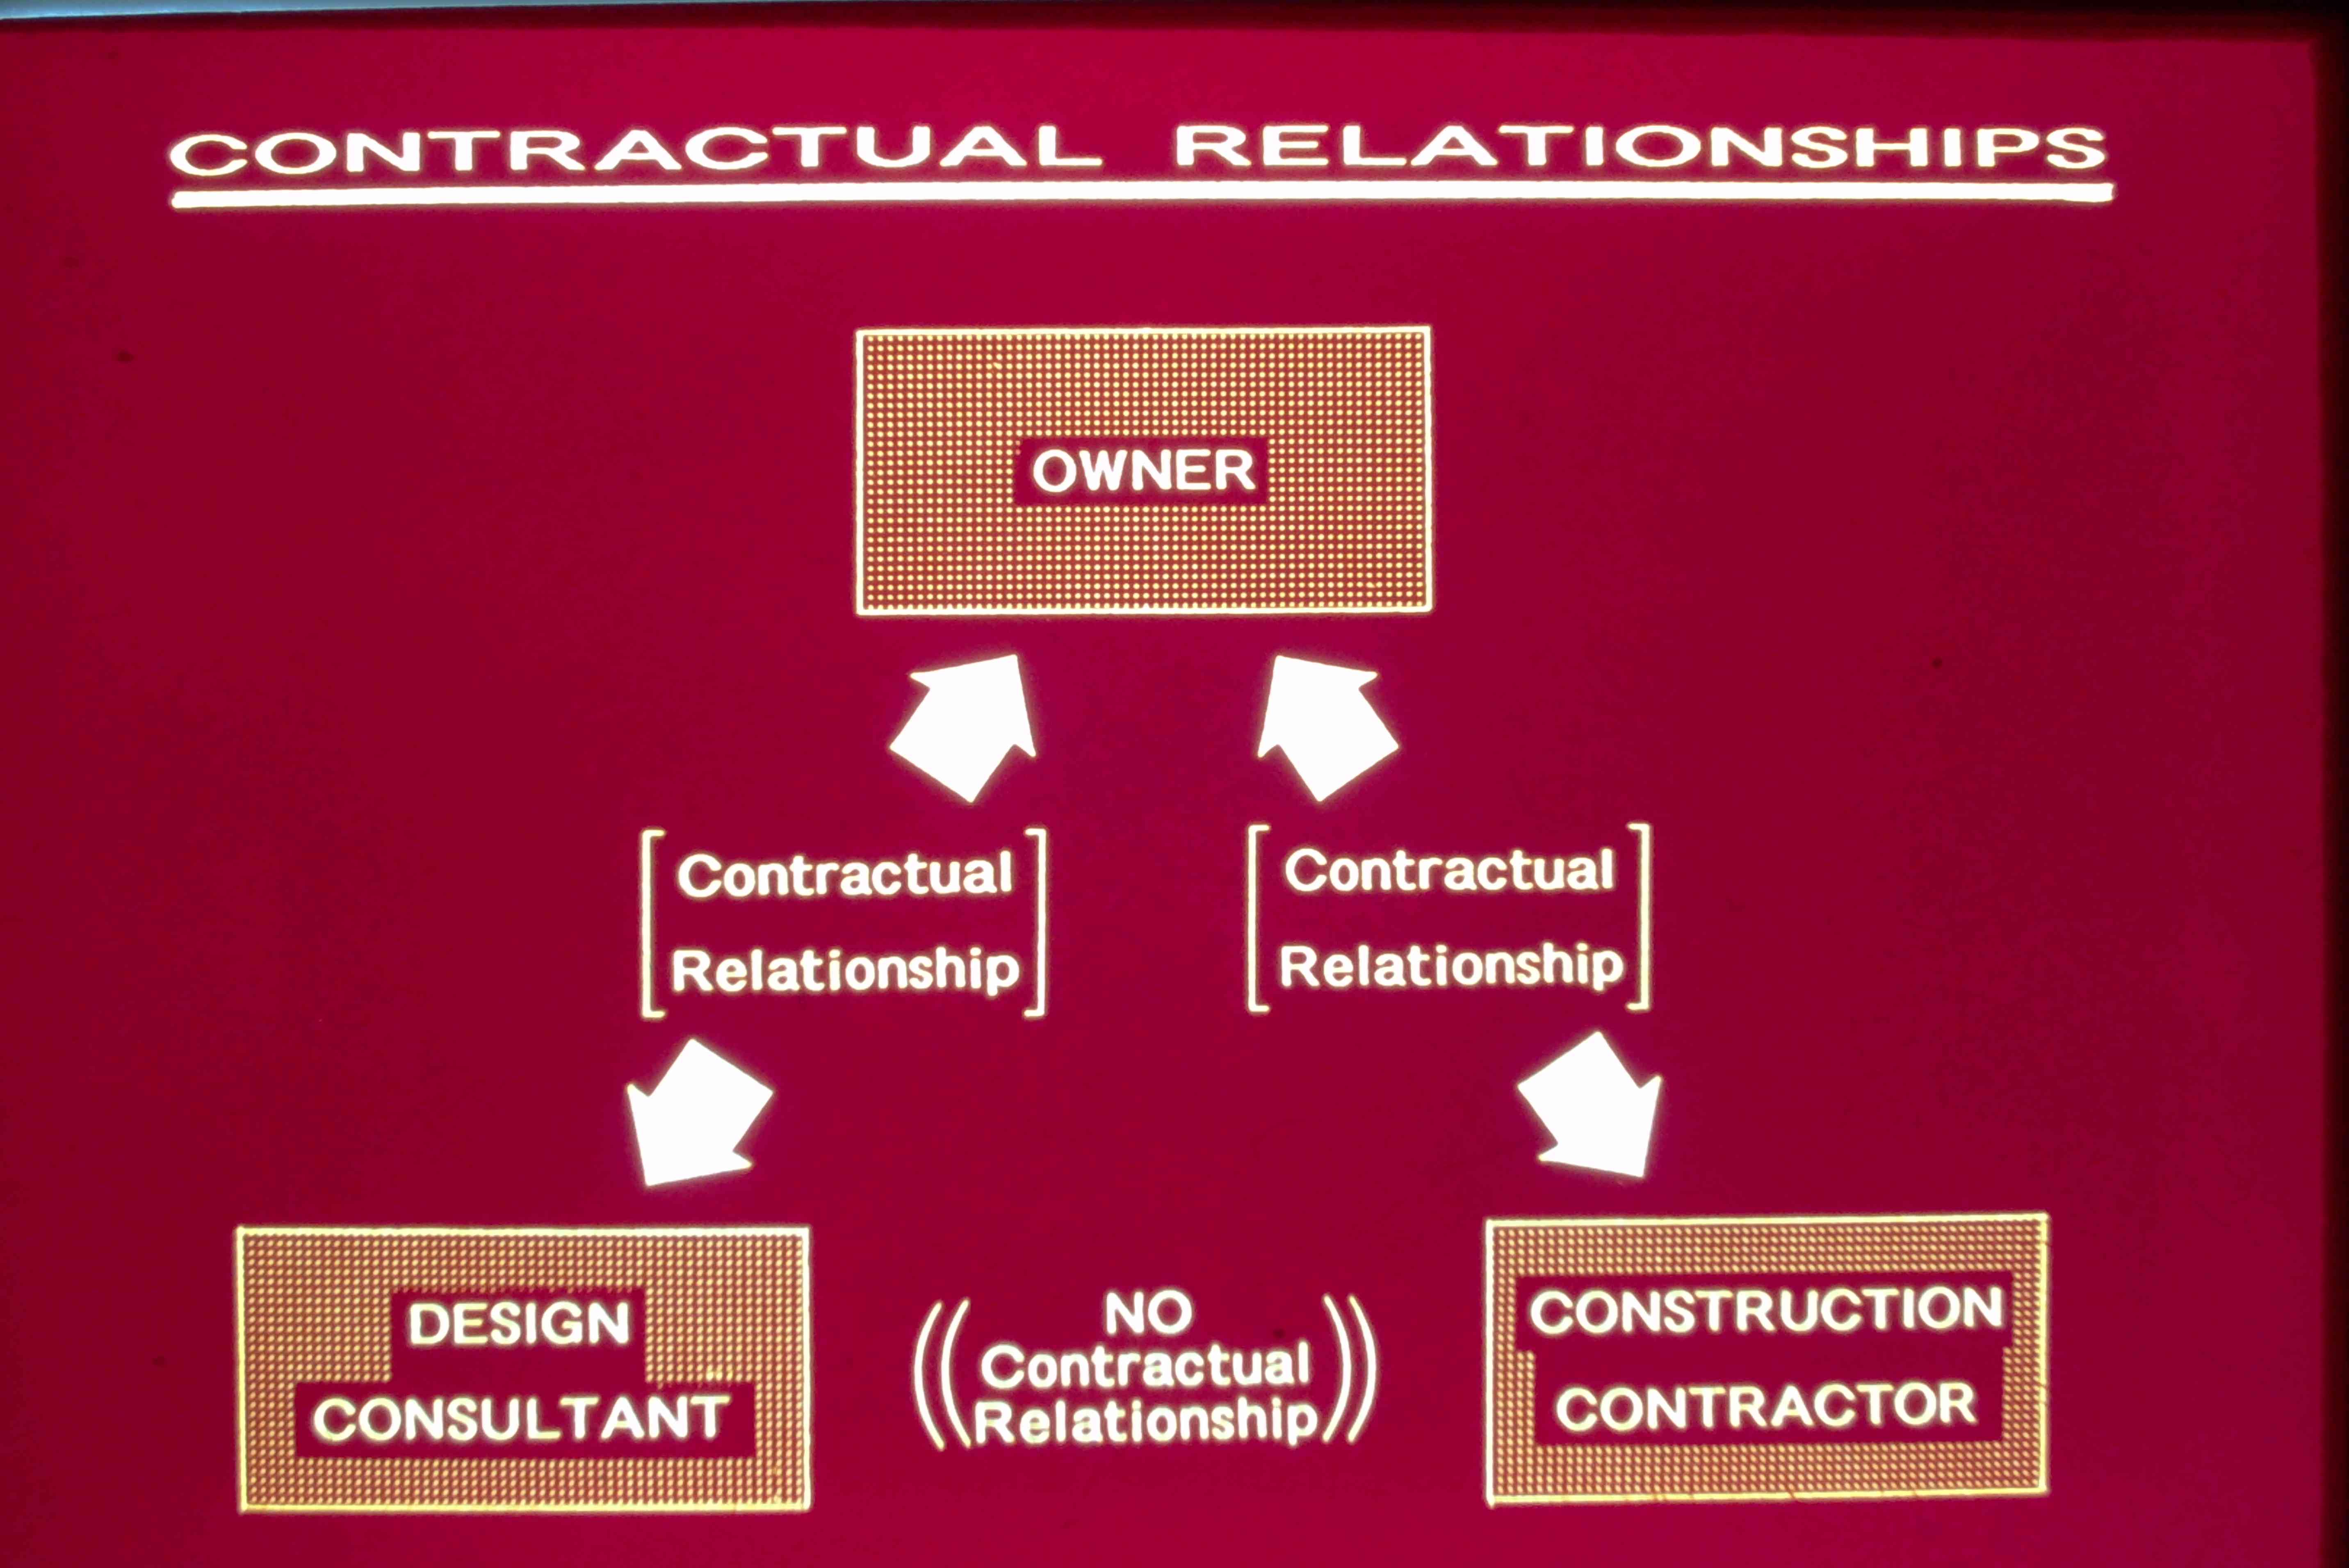 CONTRACTUAL RELATIONSHIPS
OWNER
Contractual
Relationship
Contractual
Relationship
DESIGN
CONSULTANT
NO
Contractual
Relationship
CONSTRUCTION
CONTRACTOR